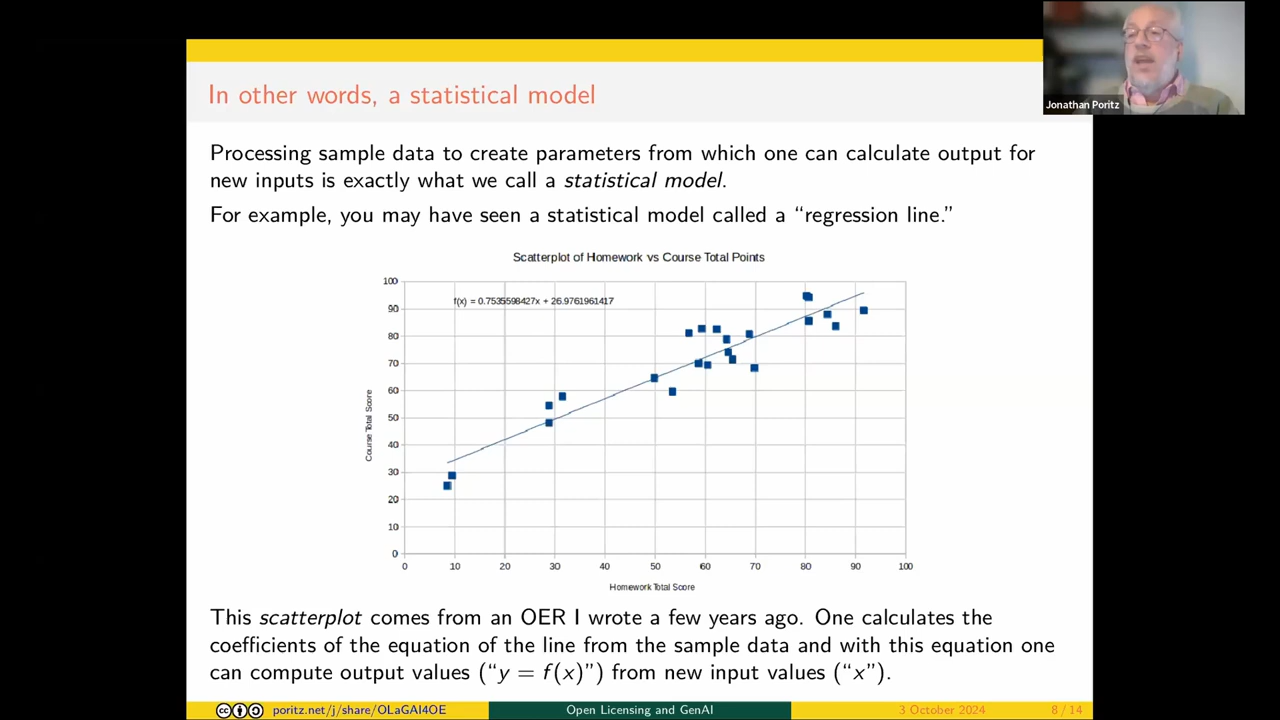 In other words, a statistical model
Jonathan Poritz
Processing sample data to create parameters from which one can calculate output for
new inputs is exactly what we call a statistical model.
For example, you may have seen a statistical model called a “regression line.”
Scatterplot of Homework vs Course Total Points
f(x) = 0.7535598427x + 26.9761961417
Course Total Score
100
90
80
70
60
50
40
30
20
10
0
0 10 20 30 40 50 60 70 80 90 100
Homework Total Score
This scatterplot comes from an OER I wrote a few years ago. One calculates the
coefficients of the equation of the line from the sample data and with this equation one
can compute output values (“y = f(x)”) from new input values (“x”).
poritz.net/j/share/OLaGAI4OE Open Licensing and GenAI 3 October 2024 8 / 14